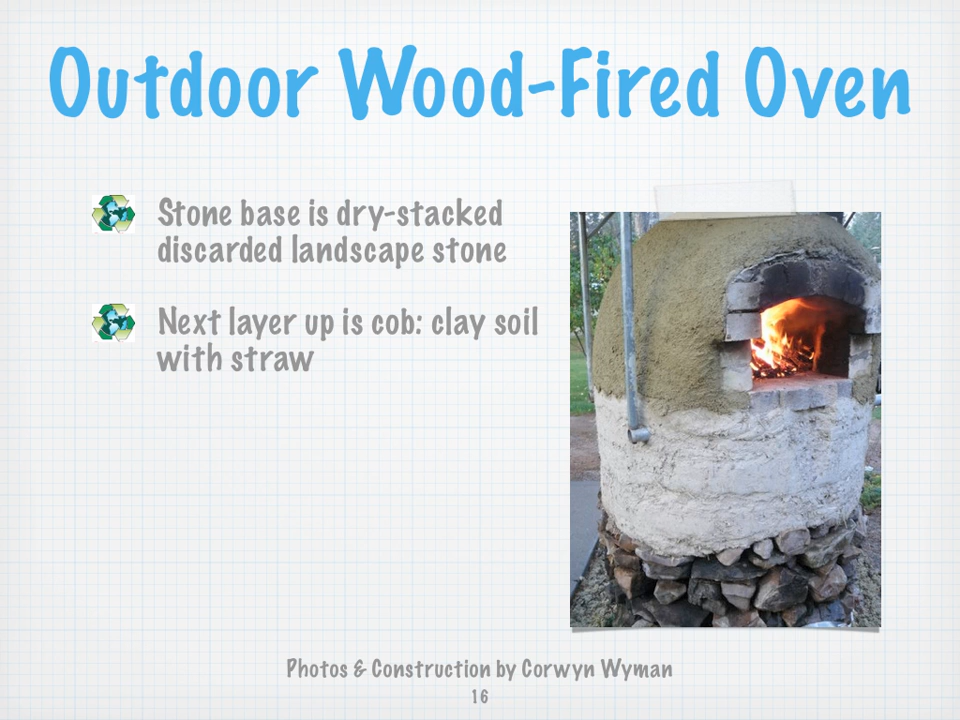 Outdoor Wood-Fired Oven
Stone base is dry-stacked
discarded landscape stone
Next layer up is cob: clay soil
with straw
Photos & Construction by Corwyn Wyman
16